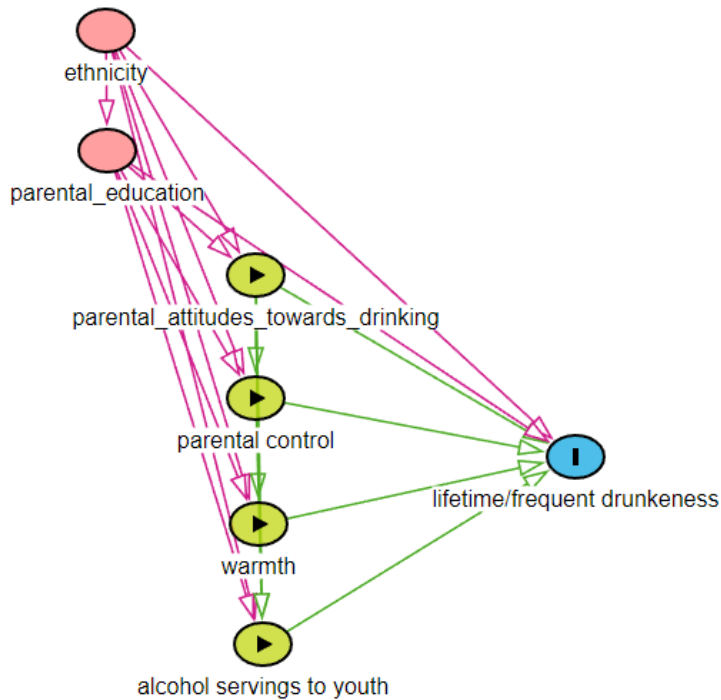 ethnicity
parental_education
parental_attitudes_towards_drinking
parental control
lifetime/frequent drunkeness
warmth
alcohol servings to youth